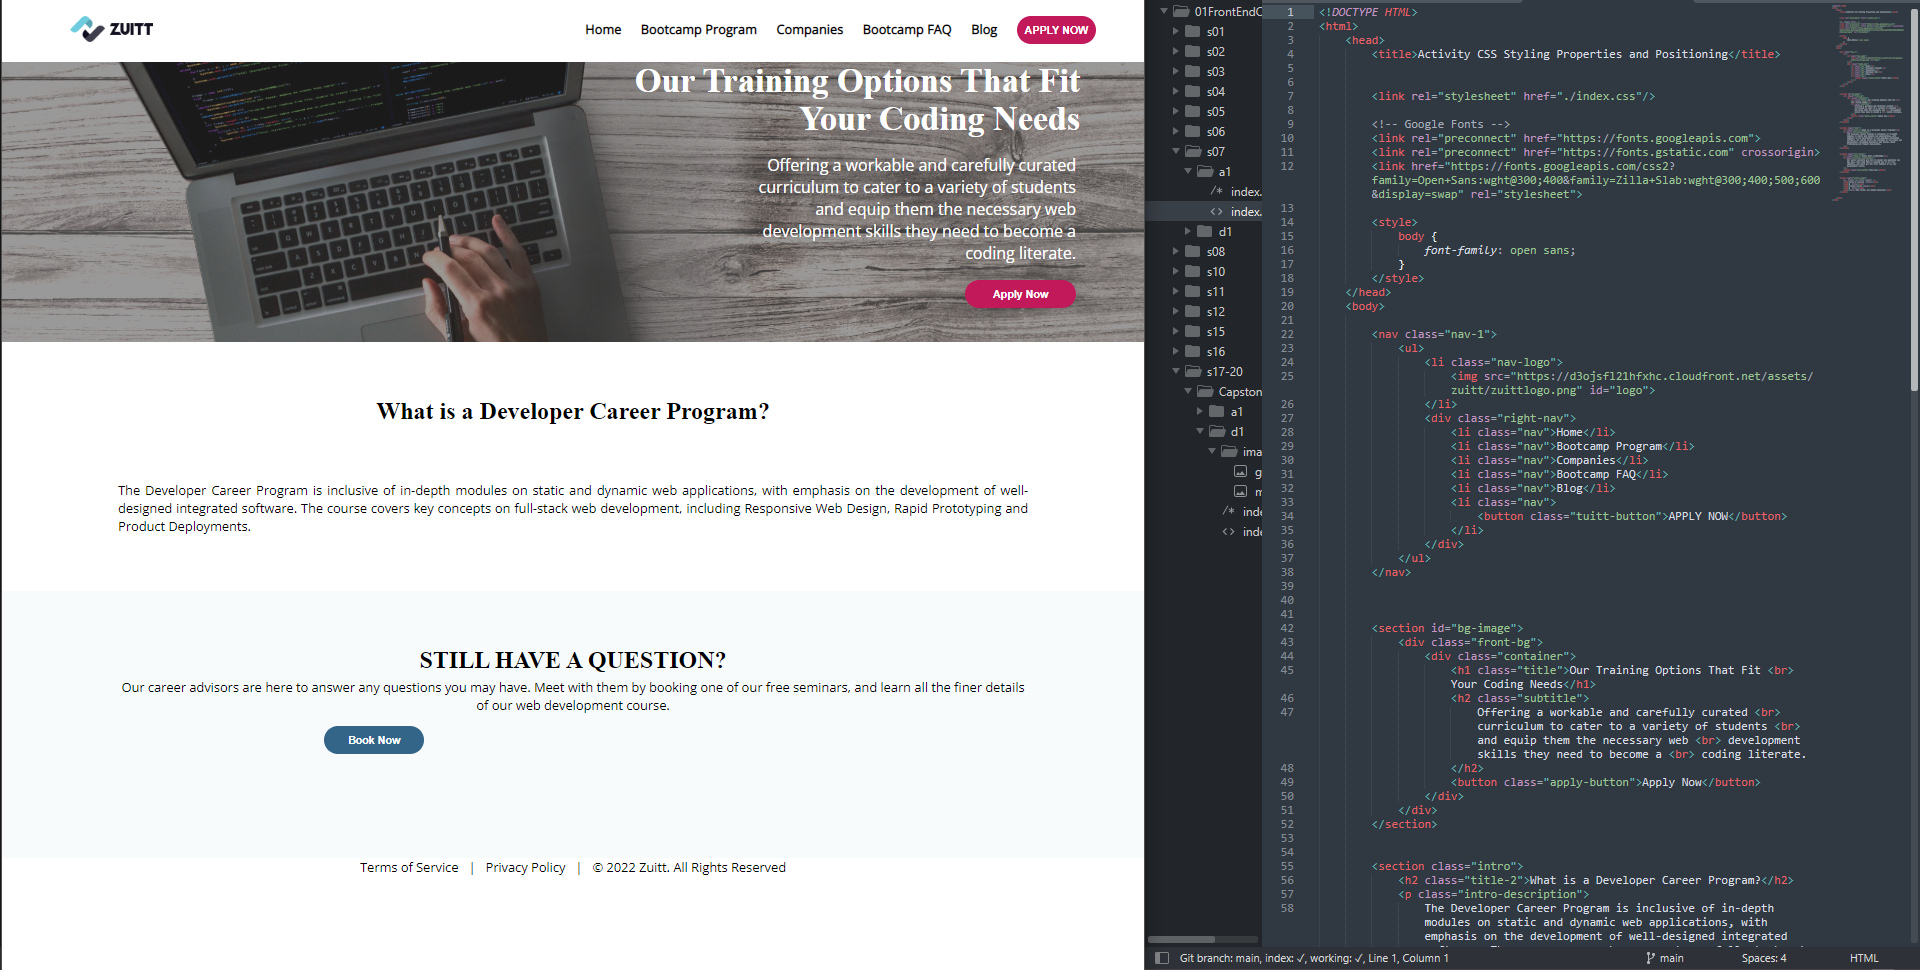 ZUITT
Home Bootcamp Program Companies Bootcamp FAQ Blog APPLY NOW
Our Training Options That Fit
Your Coding Needs
Offering a workable and carefully curated
curriculum to cater to a variety of students
and equip them the necessary web
development skills they need to become a
coding literate.
Apply Now
What is a Developer Career Program?
The Developer Career Program is inclusive of in-depth modules on static and dynamic web applications, with emphasis on the development of well-
designed integrated software. The course covers key concepts on full-stack web development, including Responsive Web Design, Rapid Prototyping and
Product Deployments.
STILL HAVE A QUESTION?
Our career advisors are here to answer any questions you may have. Meet with them by booking one of our free seminars, and learn all the finer details
of our web development course.
Book Now
Terms of Service | Privacy Policy | © 2022 Zuitt. All Rights Reserved
01FrontEndC
s01
s02
s03
s04
s05
s06
s07
a1
/* index.
<> index.
d1
s08
s10
s11
s12
s15
s16
s17-20
Capston
a1
d1
ima
g
m
/* inde
<> inde
1 <!DOCTYPE HTML>
2 <html>
3 <head>
4 <title>Activity CSS Styling Properties and Positioning</title>
5
6
7 <link rel="stylesheet" href="./index.css"/>
8
9 <!-- Google Fonts -->
10 <link rel="preconnect" href="https://fonts.googleapis.com">
11 <link rel="preconnect" href="https://fonts.gstatic.com" crossorigin>
12 <link href="https://fonts.googleapis.com/css2?
family=Open+Sans:wght@300;400&family=Zilla+Slab:wght@300;400;500;600
&display=swap" rel="stylesheet">
13
14 <style>
15 body {
16 font-family: open sans;
17 }
18 </style>
19 </head>
20 <body>
21
22 <nav class="nav-1">
23 <ul>
24 <li class="nav-logo">
25 <img src="https://d3ojsfl21hfxhc.cloudfront.net/assets/
zuitt/zuittlogo.png" id="logo">
26 </li>
27 <div class="right-nav">
28 <li class="nav">Home</li>
29 <li class="nav">Bootcamp Program</li>
30 <li class="nav">Companies</li>
31 <li class="nav">Bootcamp FAQ</li>
32 <li class="nav">Blog</li>
33 <li class="nav">
34 <button class="tuitt-button">APPLY NOW</button>
35 </li>
36 </div>
37 </ul>
38 </nav>
39
40
41
42 <section id="bg-image">
43 <div class="front-bg">
44 <div class="container">
45 <h1 class="title">Our Training Options That Fit <br>
Your Coding Needs</h1>
46 <h2 class="subtitle">
47 Offering a workable and carefully curated <br>
curriculum to cater to a variety of students <br>
and equip them the necessary web <br> development
skills they need to become a <br> coding literate.
48 </h2>
49 <button class="apply-button">Apply Now</button>
50 </div>
51 </div>
52 </section>
53
54
55 <section class="intro">
56 <h2 class="title-2">What is a Developer Career Program?</h2>
57 <p class="intro-description">
58 The Developer Career Program is inclusive of in-depth
modules on static and dynamic web applications, with
emphasis on the development of well-designed integrated
Git branch: main, index: ✓, working: ✓, Line 1, Column 1 main Spaces: 4 HTML